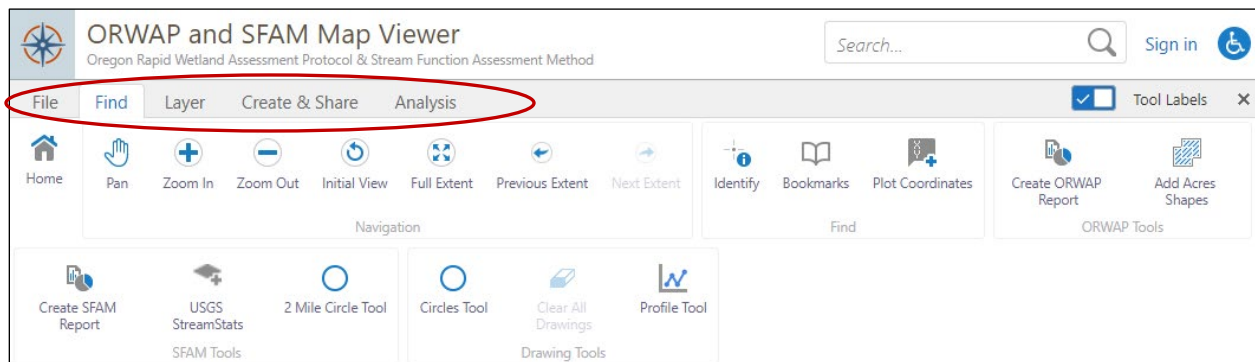 ORWAP and SFAM Map Viewer
Oregon Rapid Wetland Assessment Protocol & Stream Function Assessment Method
Search...
Sign in
File Find Layer Create & Share Analysis
Tool Labels
Home
Pan Zoom In Zoom Out Initial View Full Extent Previous Extent Next Extent
Navigation
Identify Bookmarks Plot Coordinates
Find
Create ORWAP
Report
Add Acres
Shapes
ORWAP Tools
Create SFAM
Report
USGS
StreamStats
2 Mile Circle Tool
SFAM Tools
Circles Tool
Clear All
Drawings
Profile Tool
Drawing Tools